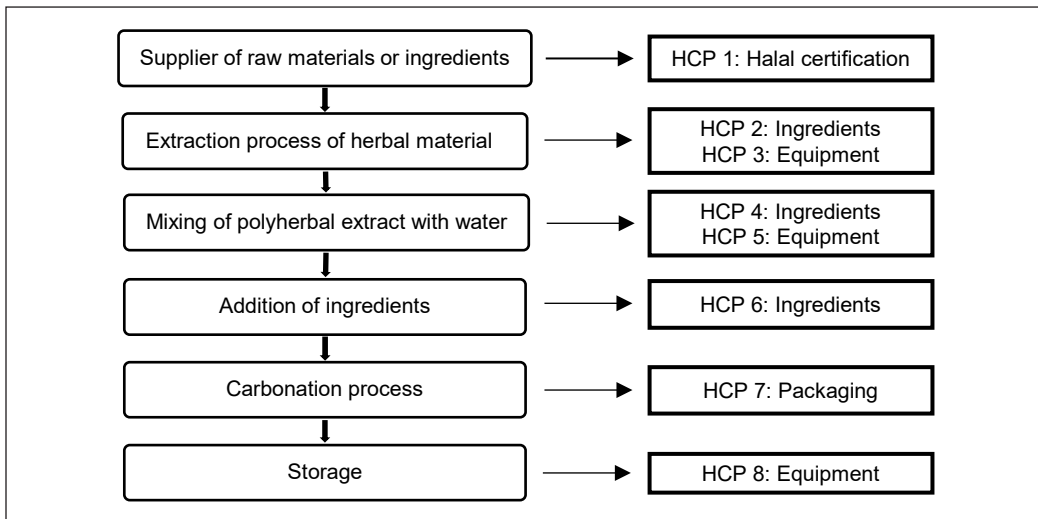 Supplier of raw materials or ingredients
HCP 1: Halal certification
Extraction process of herbal material
HCP 2: Ingredients
HCP 3: Equipment
Mixing of polyherbal extract with water
HCP 4: Ingredients
HCP 5: Equipment
Addition of ingredients
HCP 6: Ingredients
Carbonation process
HCP 7: Packaging
Storage
HCP 8: Equipment